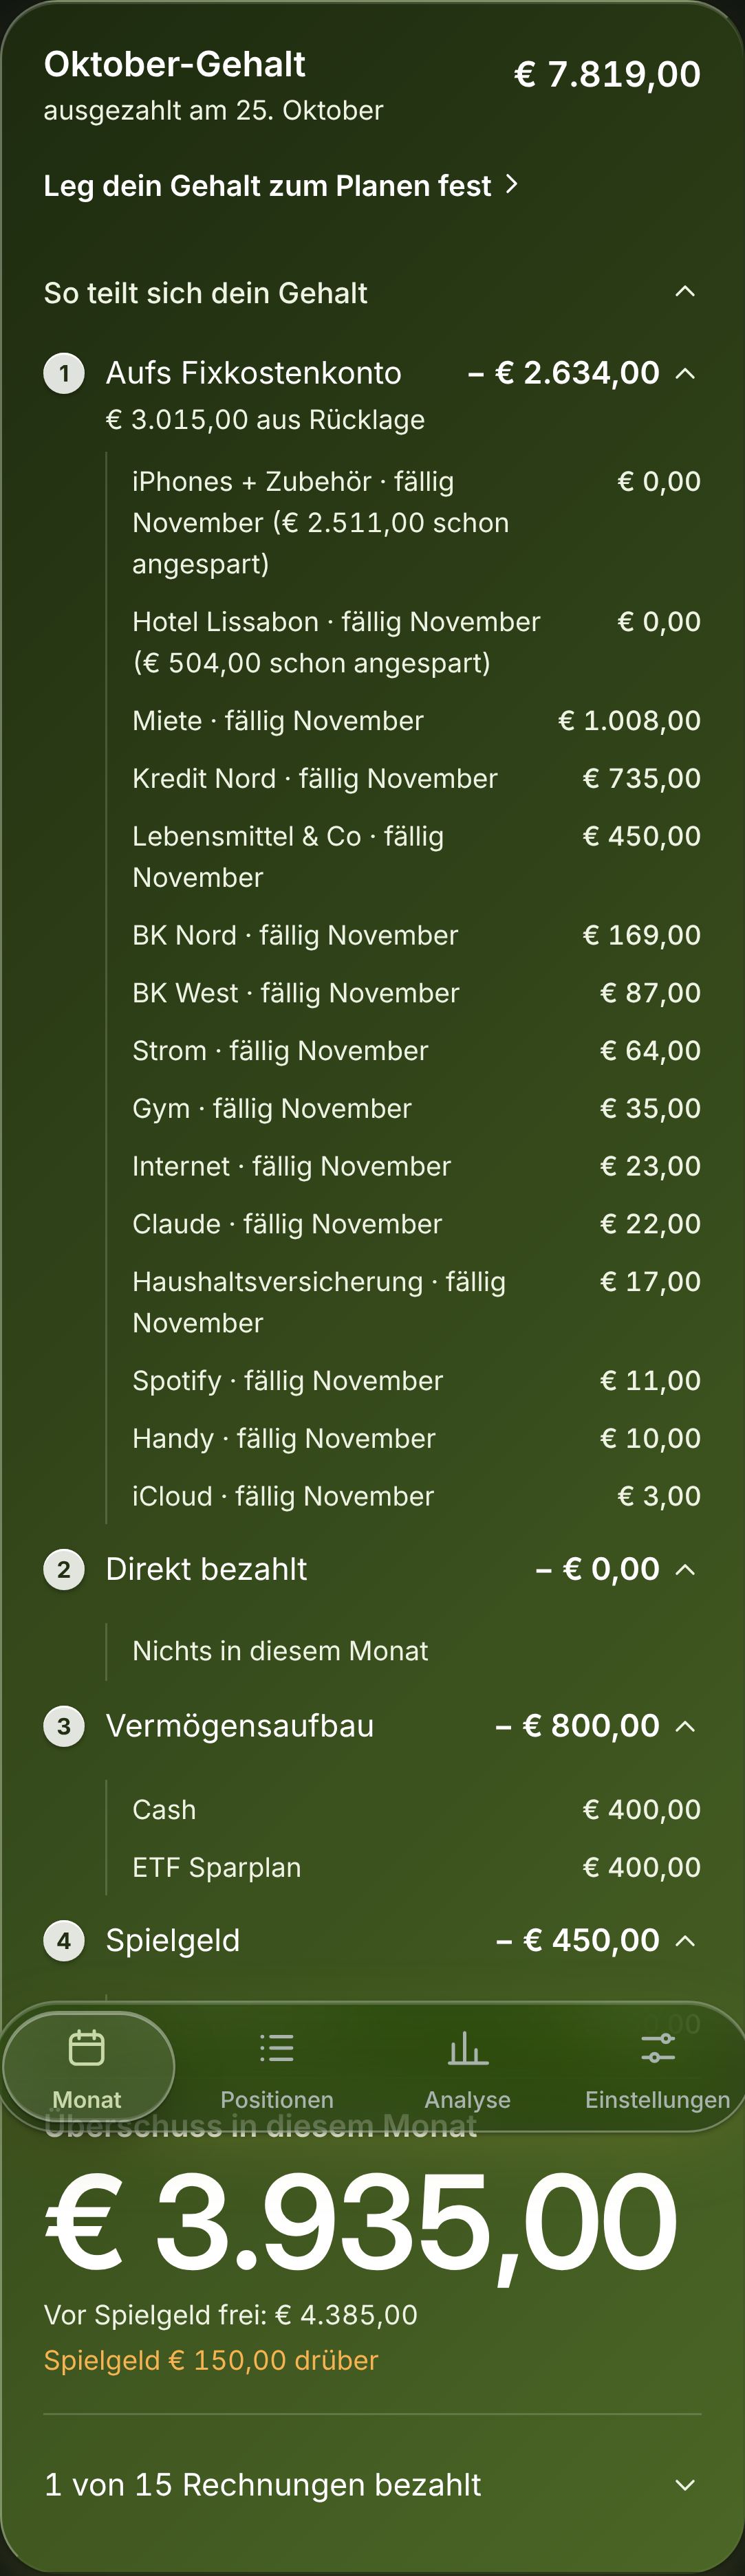 Oktober-Gehalt
€ 7.819,00
ausgezahlt am 25. Oktober
Leg dein Gehalt zum Planen fest
So teilt sich dein Gehalt
1 Aufs Fixkostenkonto – € 2.634,00
€ 3.015,00 aus Rücklage
iPhones + Zubehör · fällig € 0,00
November (€ 2.511,00 schon
angespart)
Hotel Lissabon · fällig November € 0,00
(€ 504,00 schon angespart)
Miete · fällig November € 1.008,00
Kredit Nord · fällig November € 735,00
Lebensmittel & Co · fällig € 450,00
November
BK Nord · fällig November € 169,00
BK West · fällig November € 87,00
Strom · fällig November € 64,00
Gym · fällig November € 35,00
Internet · fällig November € 23,00
Claude · fällig November € 22,00
Haushaltsversicherung · fällig € 17,00
November
Spotify · fällig November € 11,00
Handy · fällig November € 10,00
iCloud · fällig November € 3,00
2 Direkt bezahlt – € 0,00
Nichts in diesem Monat
3 Vermögensaufbau – € 800,00
Cash € 400,00
ETF Sparplan € 400,00
4 Spielgeld – € 450,00
Monat Positionen Analyse Einstellungen
Überschuss in diesem Monat
€ 3.935,00
Vor Spielgeld frei: € 4.385,00
Spielgeld € 150,00 drüber
1 von 15 Rechnungen bezahlt